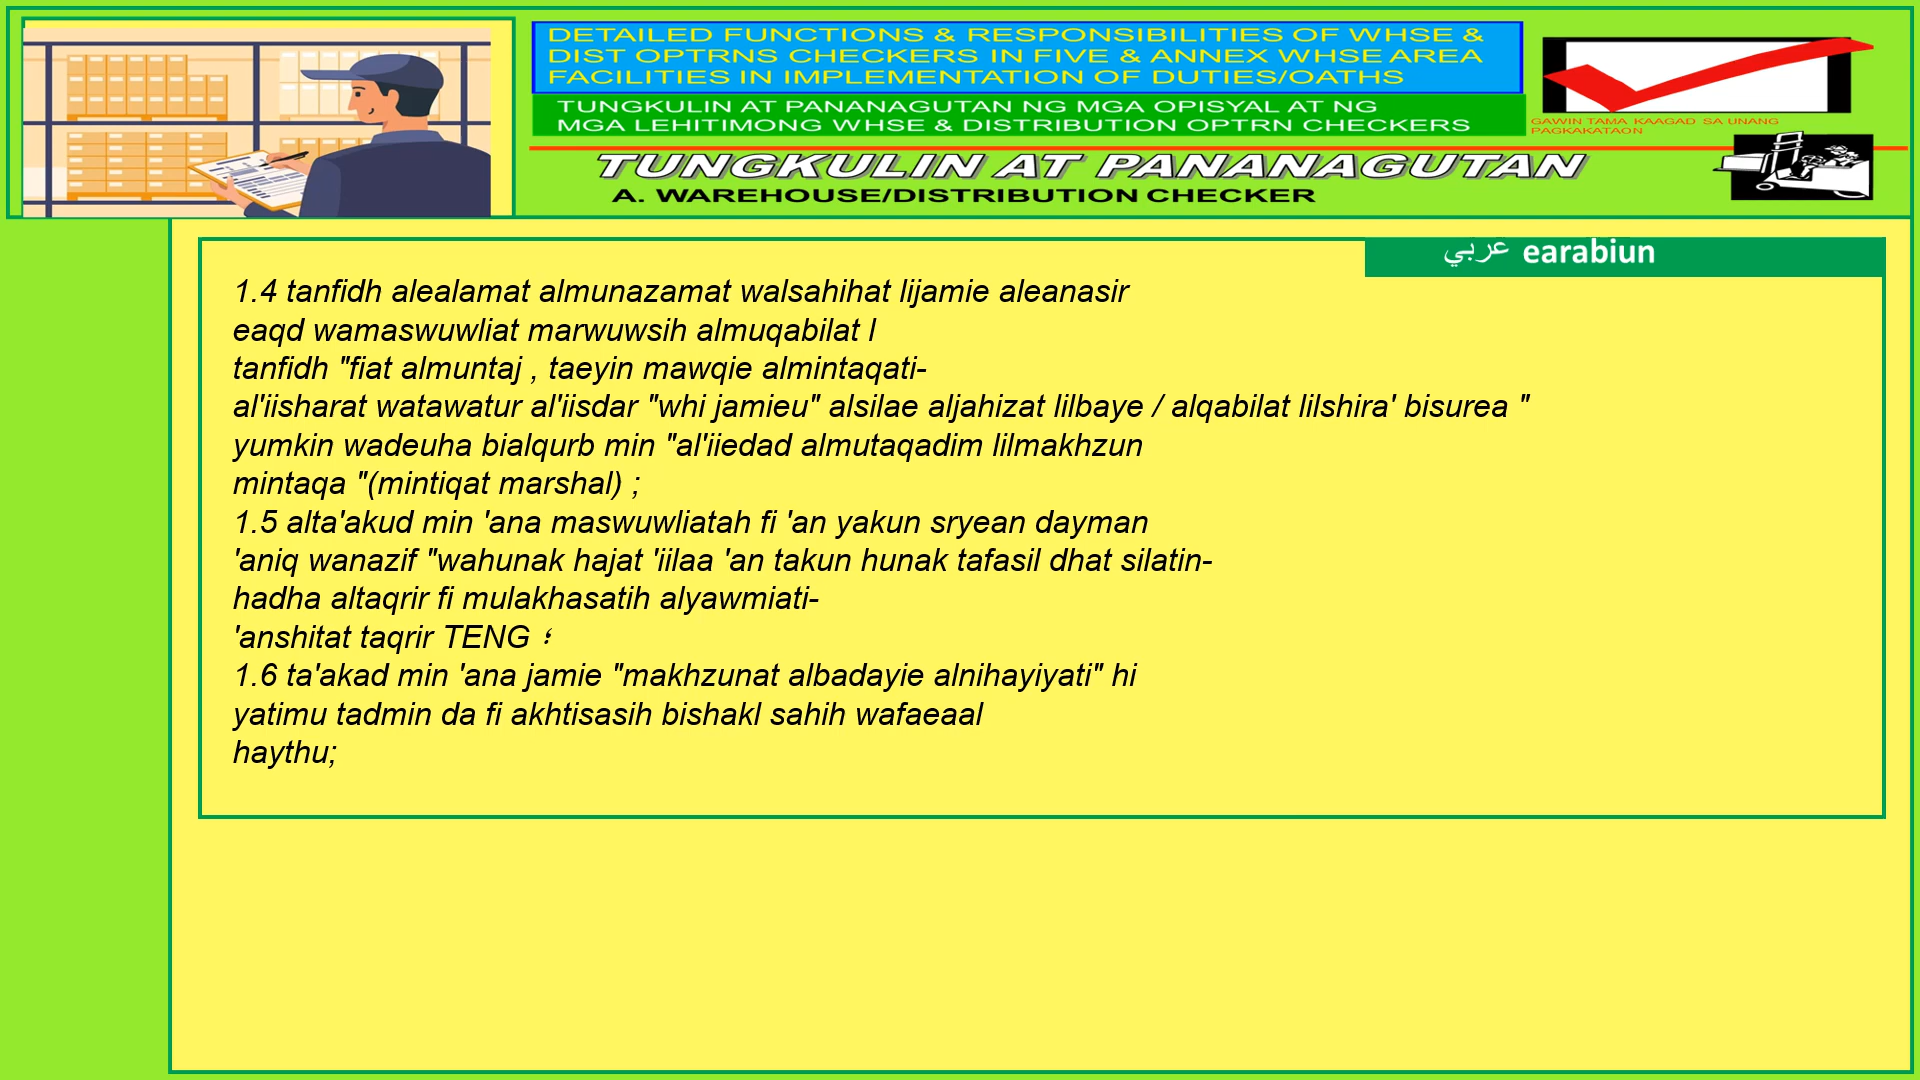 DETAILED FUNCTIONS & RESPONSIBILITIES OF WHSE &
DIST OPTRNS CHECKERS IN FIVE & ANNEX WHSE AREA
FACILITIES IN IMPLEMENTATION OF DUTIES/OATHS
TUNGKULIN AT PANANAGUTAN NG MGA OPISYAL AT NG
MGA LEHITIMONG WHSE & DISTRIBUTION OPTRN CHECKERS
GAWIN TAMA KAAGAD SA UNANG
PAGKAKATAON
TUNGKULIN AT PANANAGUTAN
A. WAREHOUSE/DISTRIBUTION CHECKER
عربي earabiun
1.4 tanfidh alealamat almunazamat walsahihat lijamie aleanasir
eaqd wamaswuwliat marwuwsih almuqabilat l
tanfidh "fiat almuntaj , taeyin mawqie almintaqati-
al'iisharat watawatur al'iisdar "whi jamieu" alsilae aljahizat lilbaye / alqabilat lilshira' bisurea "
yumkin wadeuha bialqurb min "al'iiedad almutaqadim lilmakhzun
mintaqa "(mintiqat marshal) ;
1.5 alta'akud min 'ana maswuwliatah fi 'an yakun sryean dayman
'aniq wanazif "wahunak hajat 'iilaa 'an takun hunak tafasil dhat silatin-
hadha altaqrir fi mulakhasatih alyawmiati-
'anshitat taqrir TENG ؛
1.6 ta'akad min 'ana jamie "makhzunat albadayie alnihayiyati" hi
yatimu tadmin da fi akhtisasih bishakl sahih wafaeaal
haythu;